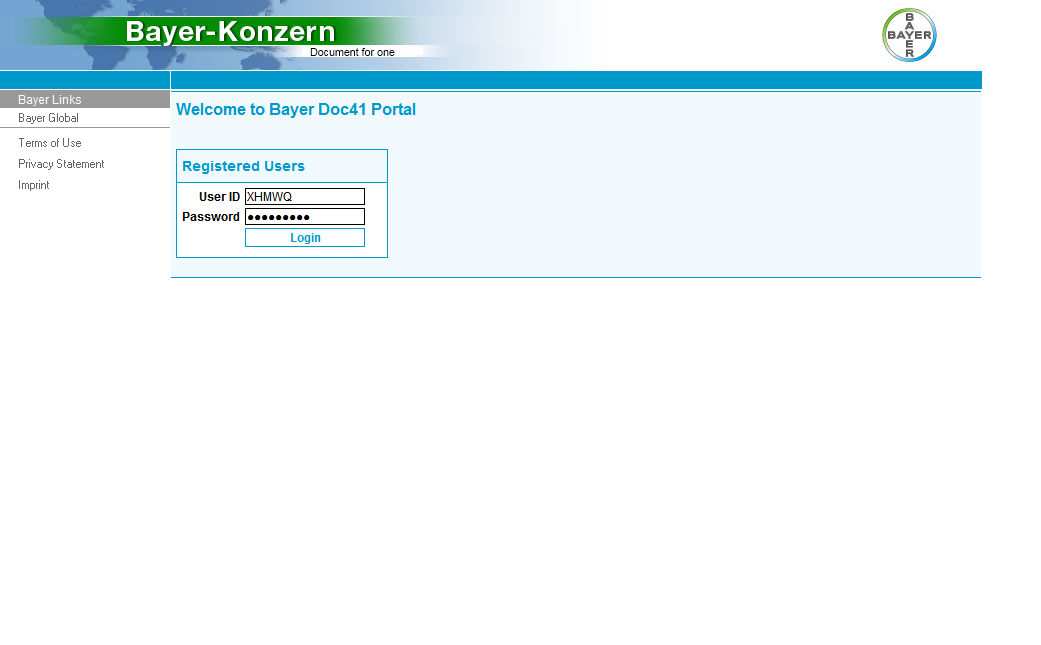 Bayer-Konzern
Document for one
BAYER
BAYER
Bayer Links
Bayer Global
Terms of Use
Privacy Statement
Imprint
Welcome to Bayer Doc41 Portal
Registered Users
User ID XHMWQ
Password •••••••••
Login